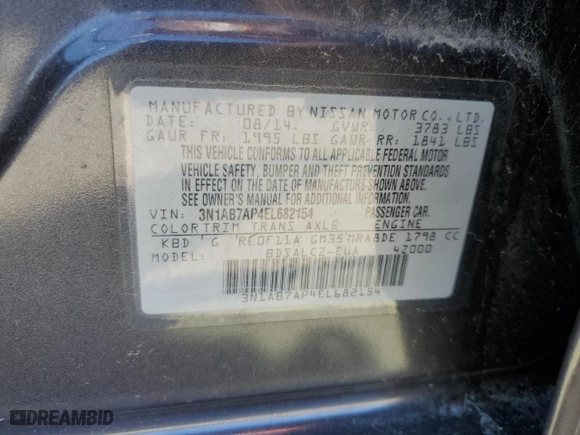 MANUFACTURED BY NISSAN MOTOR CO., LTD.
DATE: 08/14 GVWR: 3783 LBS
GAWR FR: 1995 LBS GAWR RR: 1841 LBS
THIS VEHICLE CONFORMS TO ALL APPLICABLE FEDERAL MOTOR
VEHICLE SAFETY, BUMPER AND THEFT PREVENTION STANDARDS
IN EFFECT ON THE DATE OF MANUFACTURE SHOWN ABOVE.
SEE OWNER'S MANUAL FOR ADDITIONAL INFORMATION.
VIN: 3N1AB7AP4EL682154 PASSENGER CAR
COLOR TRIM TRANS AXLE ENGINE
KBD G RE0F11A GM35 MRA8DE 1798 CC
MODEL: BDSALCZ-EUA 4Z000
3N1AB7AP4EL682154
DREAMBID